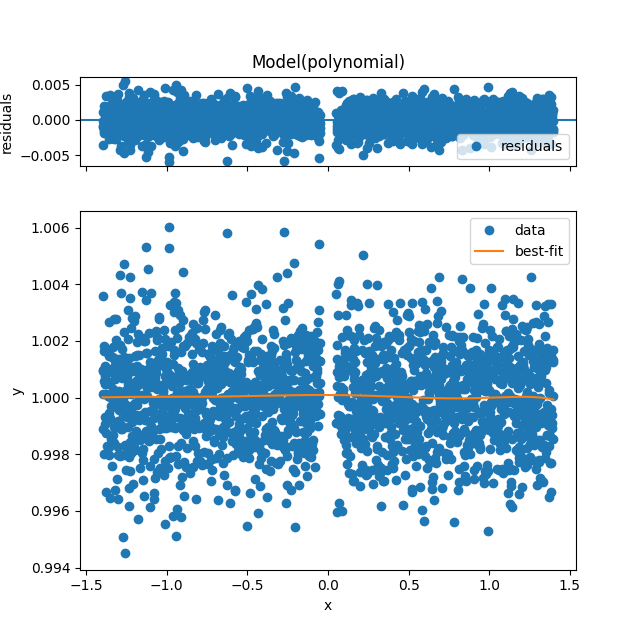 Model(polynomial)
residuals
0.005
0.000
−0.005
residuals
y
1.006
1.004
1.002
1.000
0.998
0.996
0.994
data
best-fit
−1.5 −1.0 −0.5 0.0 0.5 1.0 1.5
x